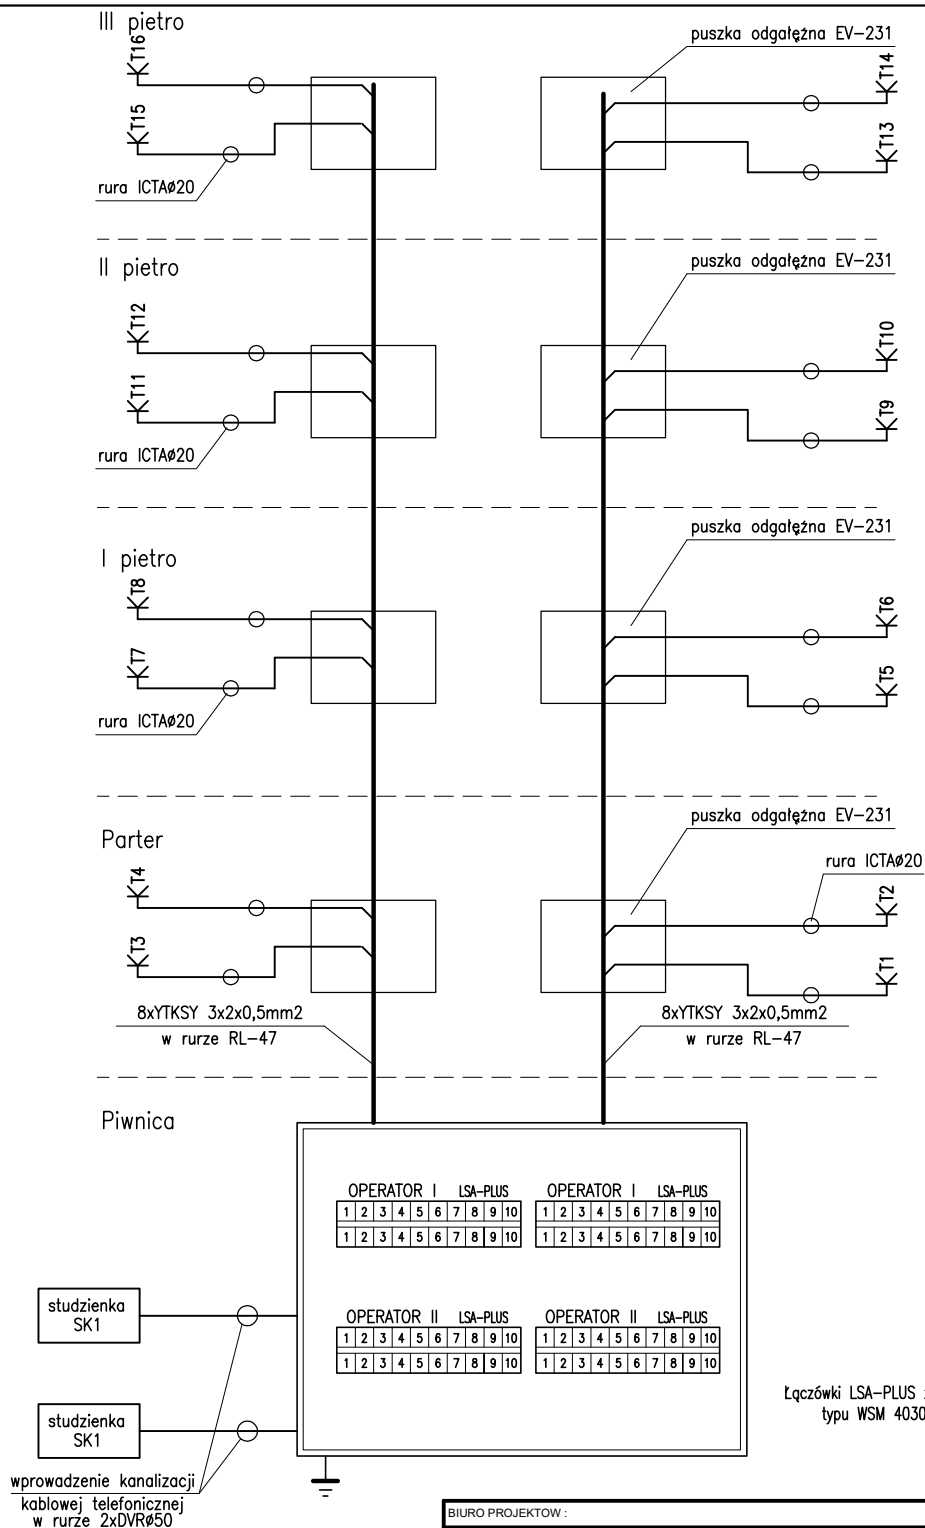 III pietro
puszka odgałęźna EV-231
T16
T14
T15
T13
rura ICTAø20
II pietro
puszka odgałęźna EV-231
T12
T10
T11
T9
rura ICTAø20
puszka odgałęźna EV-231
I pietro
T8
T6
T7
T5
rura ICTAø20
puszka odgałęźna EV-231
Parter
rura ICTAø20
T4
T2
T3
T1
8xYTKSY 3x2x0,5mm2
w rurze RL-47
8xYTKSY 3x2x0,5mm2
w rurze RL-47
Piwnica
OPERATOR I LSA-PLUS
1 2 3 4 5 6 7 8 9 10
1 2 3 4 5 6 7 8 9 10
OPERATOR I LSA-PLUS
1 2 3 4 5 6 7 8 9 10
1 2 3 4 5 6 7 8 9 10
studzienka
SK1
OPERATOR II LSA-PLUS
1 2 3 4 5 6 7 8 9 10
1 2 3 4 5 6 7 8 9 10
OPERATOR II LSA-PLUS
1 2 3 4 5 6 7 8 9 10
1 2 3 4 5 6 7 8 9 10
Łączówki LSA-PLUS
typu WSM 4030
studzienka
SK1
wprowadzenie kanalizacji
kablowej telefonicznej
w rurze 2xDVRø50
BIURO PROJEKTOW :